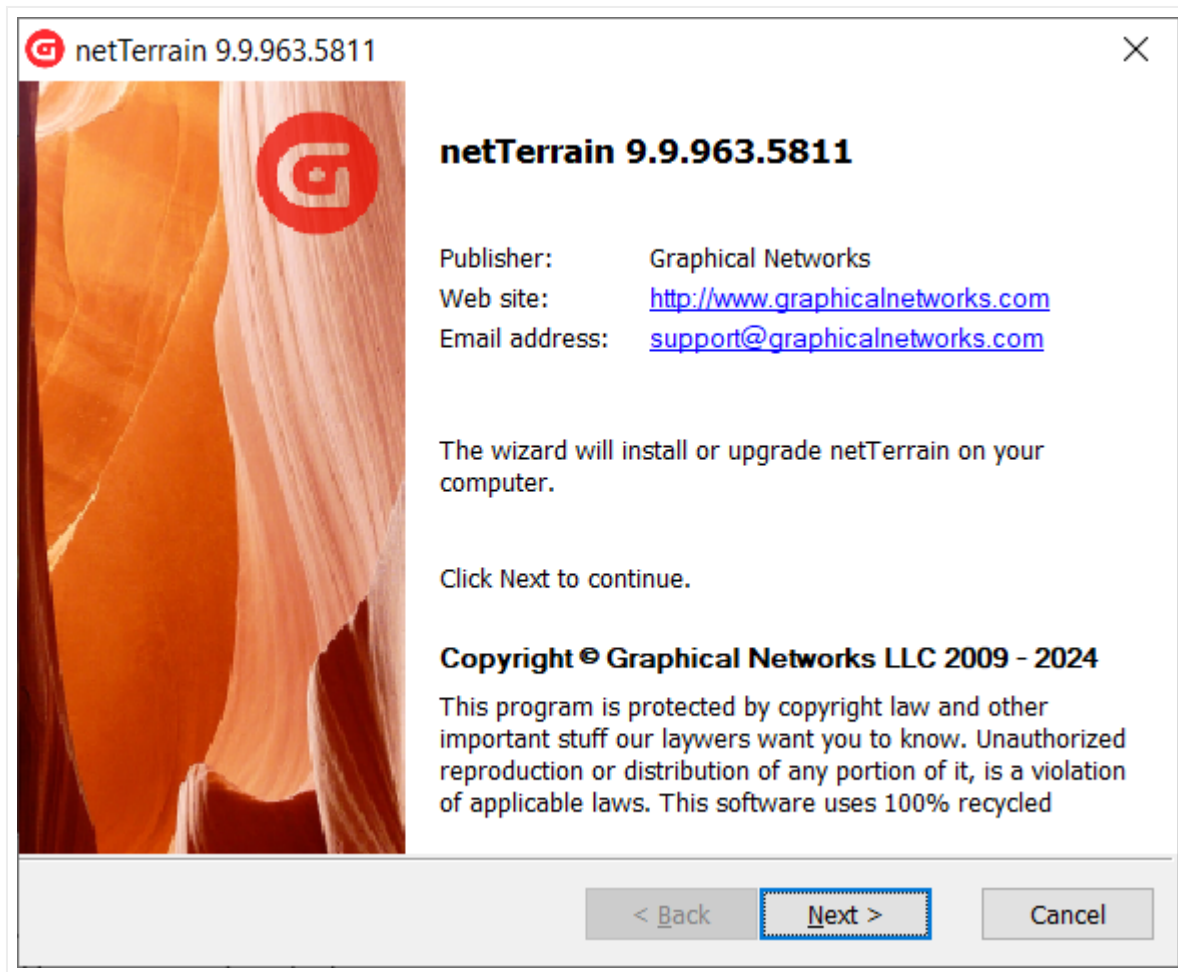 netTerrain 9.9.963.5811
netTerrain 9.9.963.5811
Publisher: Graphical Networks
Web site: http://www.graphicalnetworks.com
Email address: support@graphicalnetworks.com
The wizard will install or upgrade netTerrain on your
computer.
Click Next to continue.
Copyright © Graphical Networks LLC 2009 - 2024
This program is protected by copyright law and other
important stuff our laywers want you to know. Unauthorized
reproduction or distribution of any portion of it, is a violation
of applicable laws. This software uses 100% recycled
< Back Next > Cancel